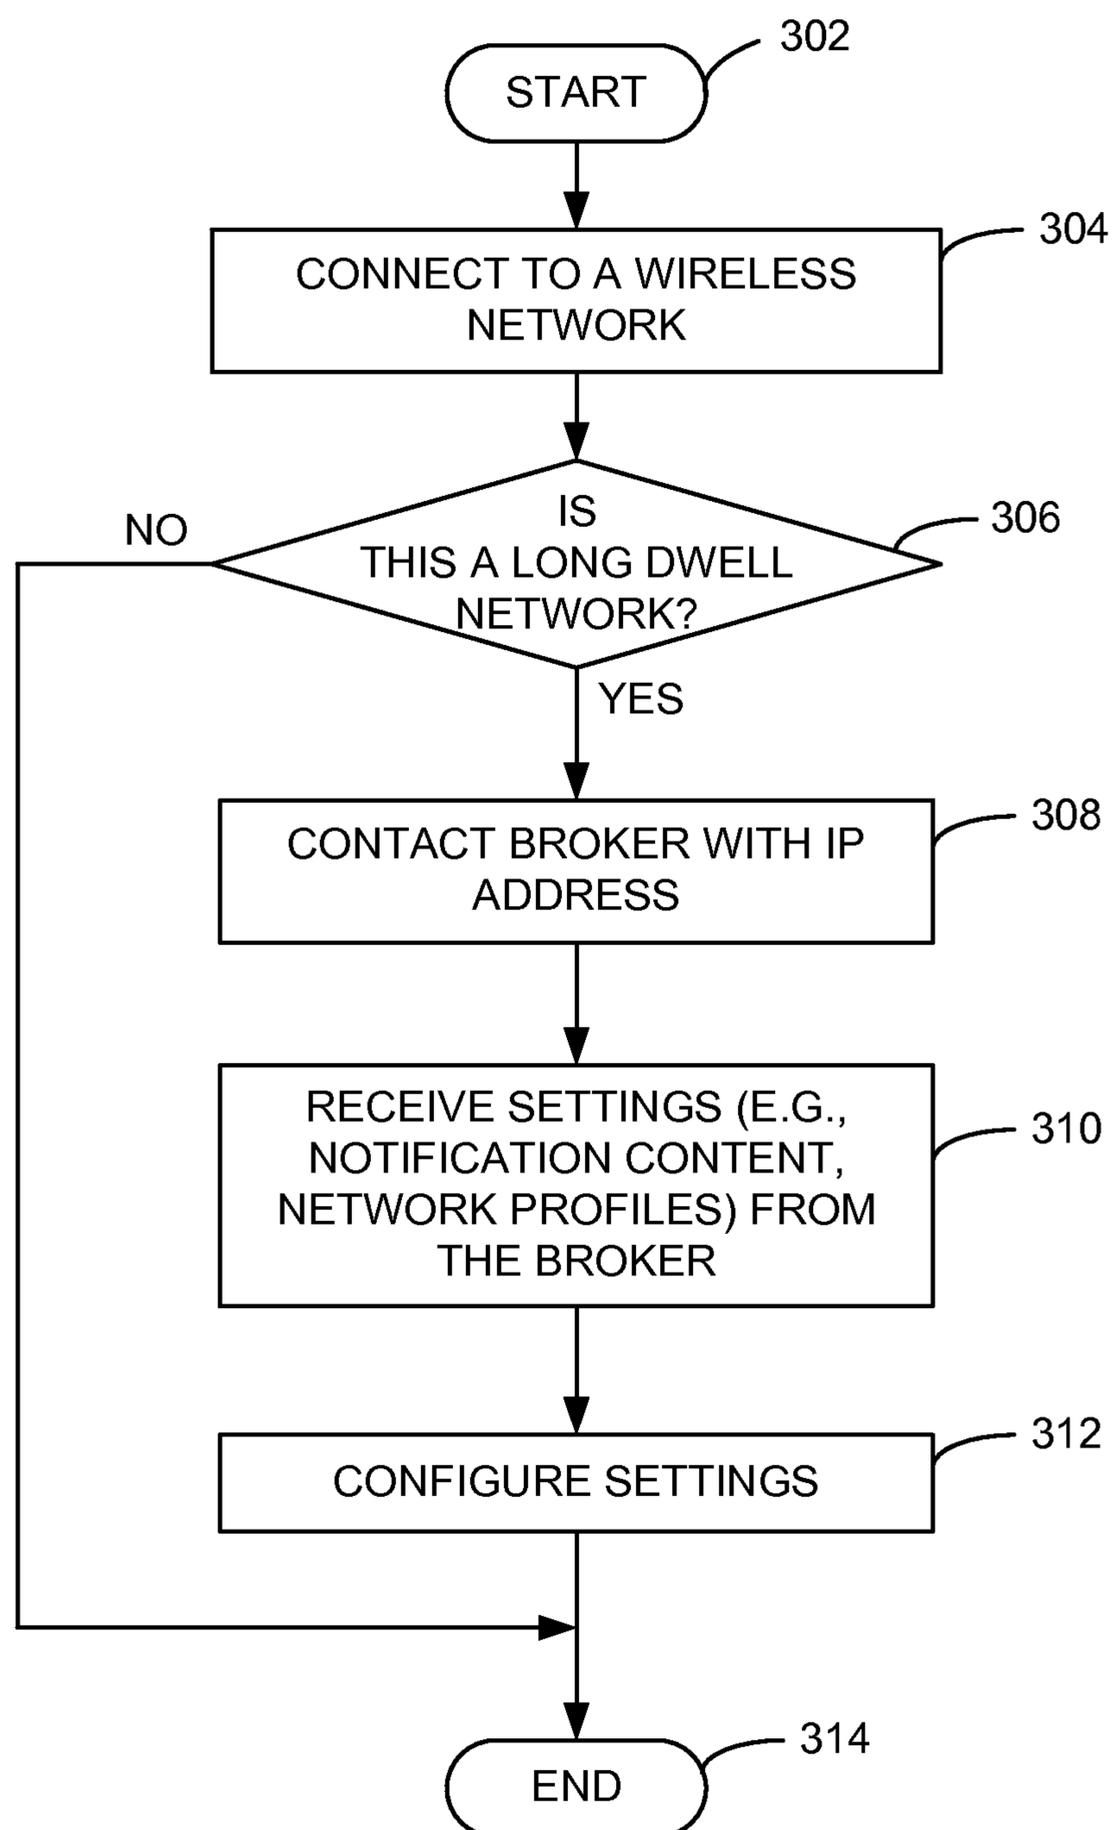 302
START
304
CONNECT TO A WIRELESS
NETWORK
306
IS
THIS A LONG DWELL
NETWORK?
NO
YES
308
CONTACT BROKER WITH IP
ADDRESS
310
RECEIVE SETTINGS (E.G.,
NOTIFICATION CONTENT,
NETWORK PROFILES) FROM
THE BROKER
312
CONFIGURE SETTINGS
314
END